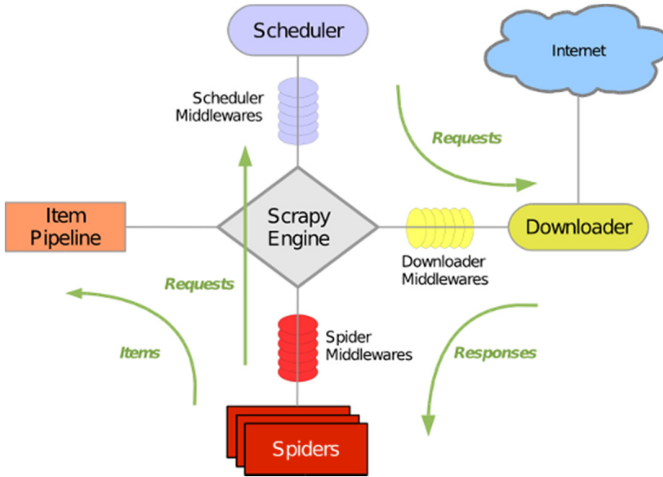 Scheduler
Internet
Scheduler
Middlewares
Requests
Item
Pipeline
Scrapy
Engine
Downloader
Downloader
Middlewares
Requests
Spider
Middlewares
Items
Responses
Spiders